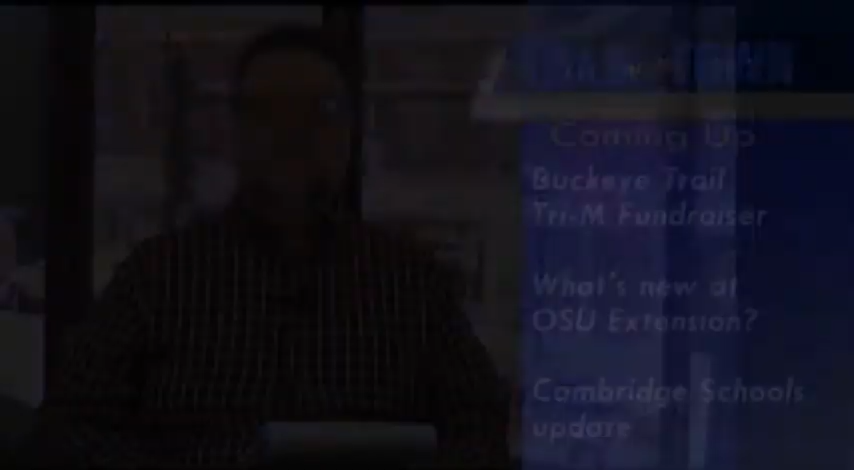 Coming Up
Buckeye Trail
Tri-M Fundraiser
What's new at
OSU Extension?
Cambridge Schools
update